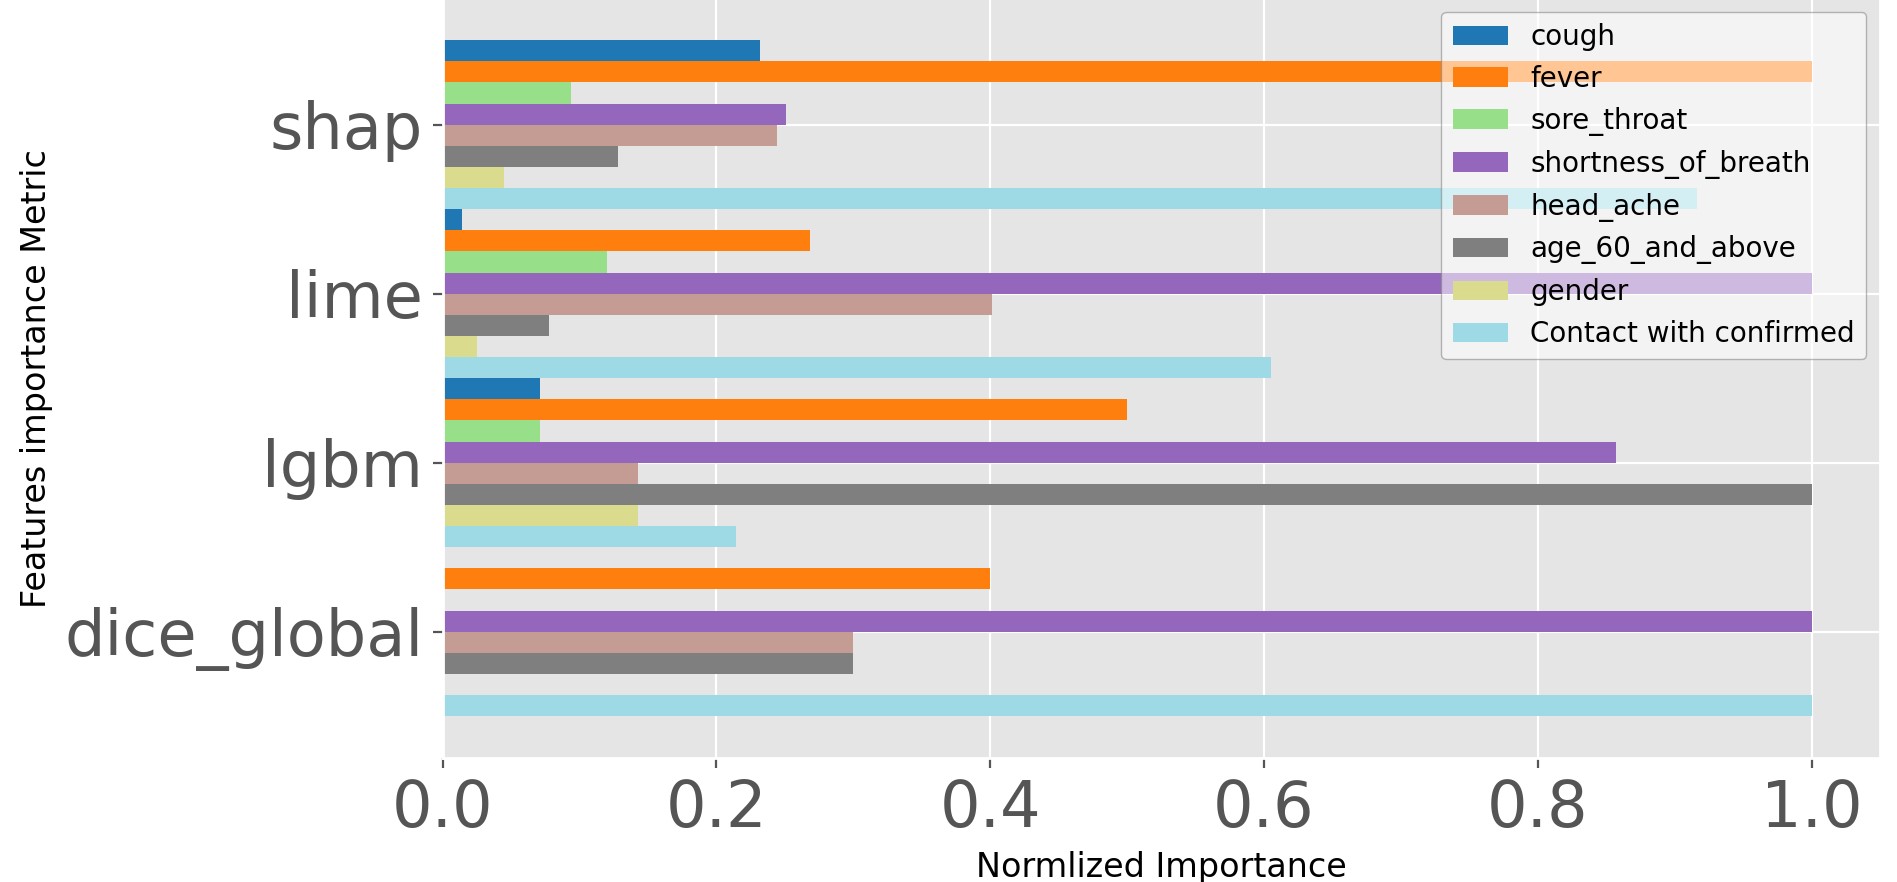 cough
fever
sore_throat
shortness_of_breath
head_ache
age_60_and_above
gender
Contact with confirmed
Features importance Metric
shap
lime
lgbm
dice_global
0.0 0.2 0.4 0.6 0.8 1.0
Normlized Importance